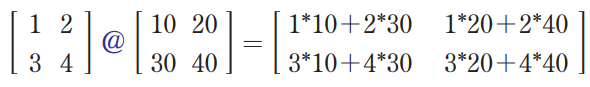 [ 1 2 ] @ [ 10 20 ] = [ 1*10+2*30 1*20+2*40 ]
[ 3 4 ] [ 30 40 ] [ 3*10+4*30 3*20+4*40 ]